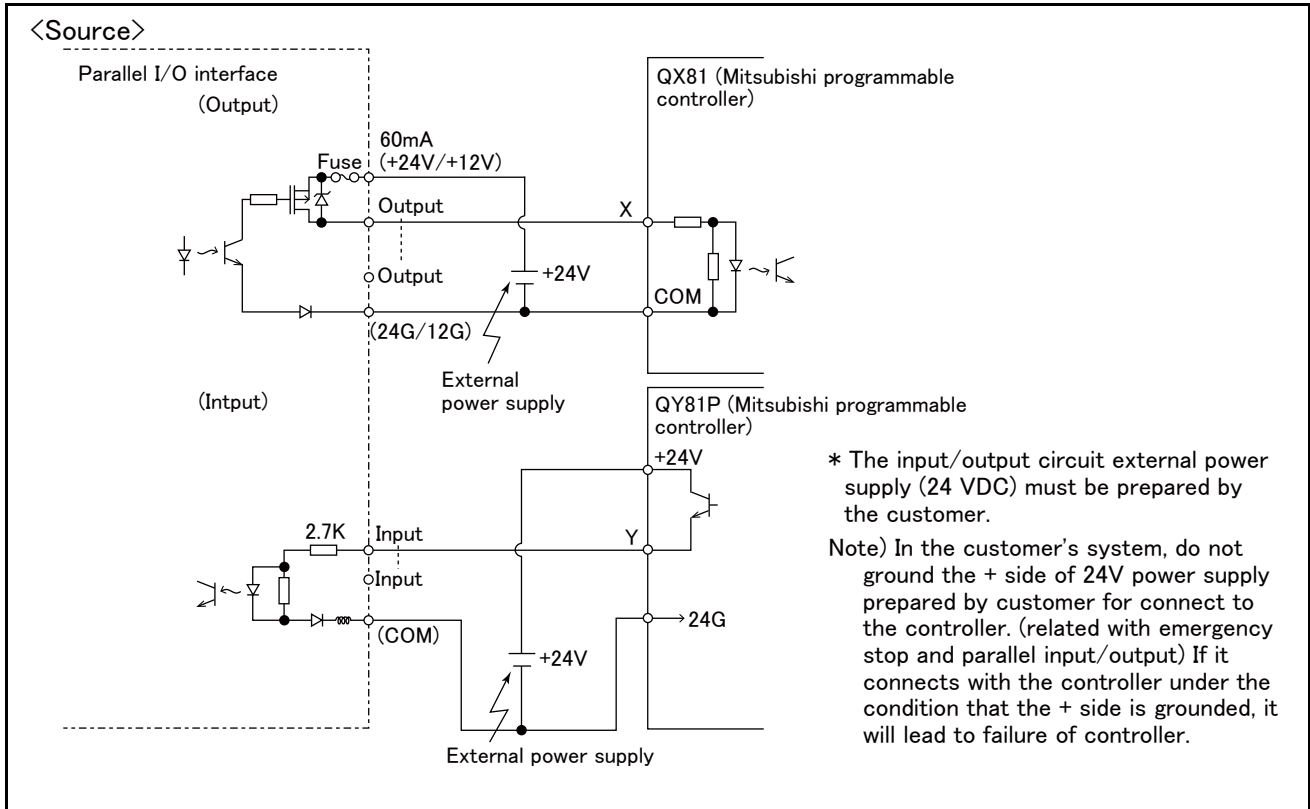 <Source>
Parallel I/O interface
(Output)
QX81 (Mitsubishi programmable
controller)
60mA
(+24V/+12V)
Fuse
Output
X
Output
+24V
COM
(24G/12G)
External
power supply
(Intput)
QY81P (Mitsubishi programmable
controller)
+24V
2.7K
Input
Y
Input
24G
(COM)
+24V
External power supply
* The input/output circuit external power
supply (24 VDC) must be prepared by
the customer.
Note) In the customer's system, do not
ground the + side of 24V power supply
prepared by customer for connect to
the controller. (related with emergency
stop and parallel input/output) If it
connects with the controller under the
condition that the + side is grounded, it
will lead to failure of controller.